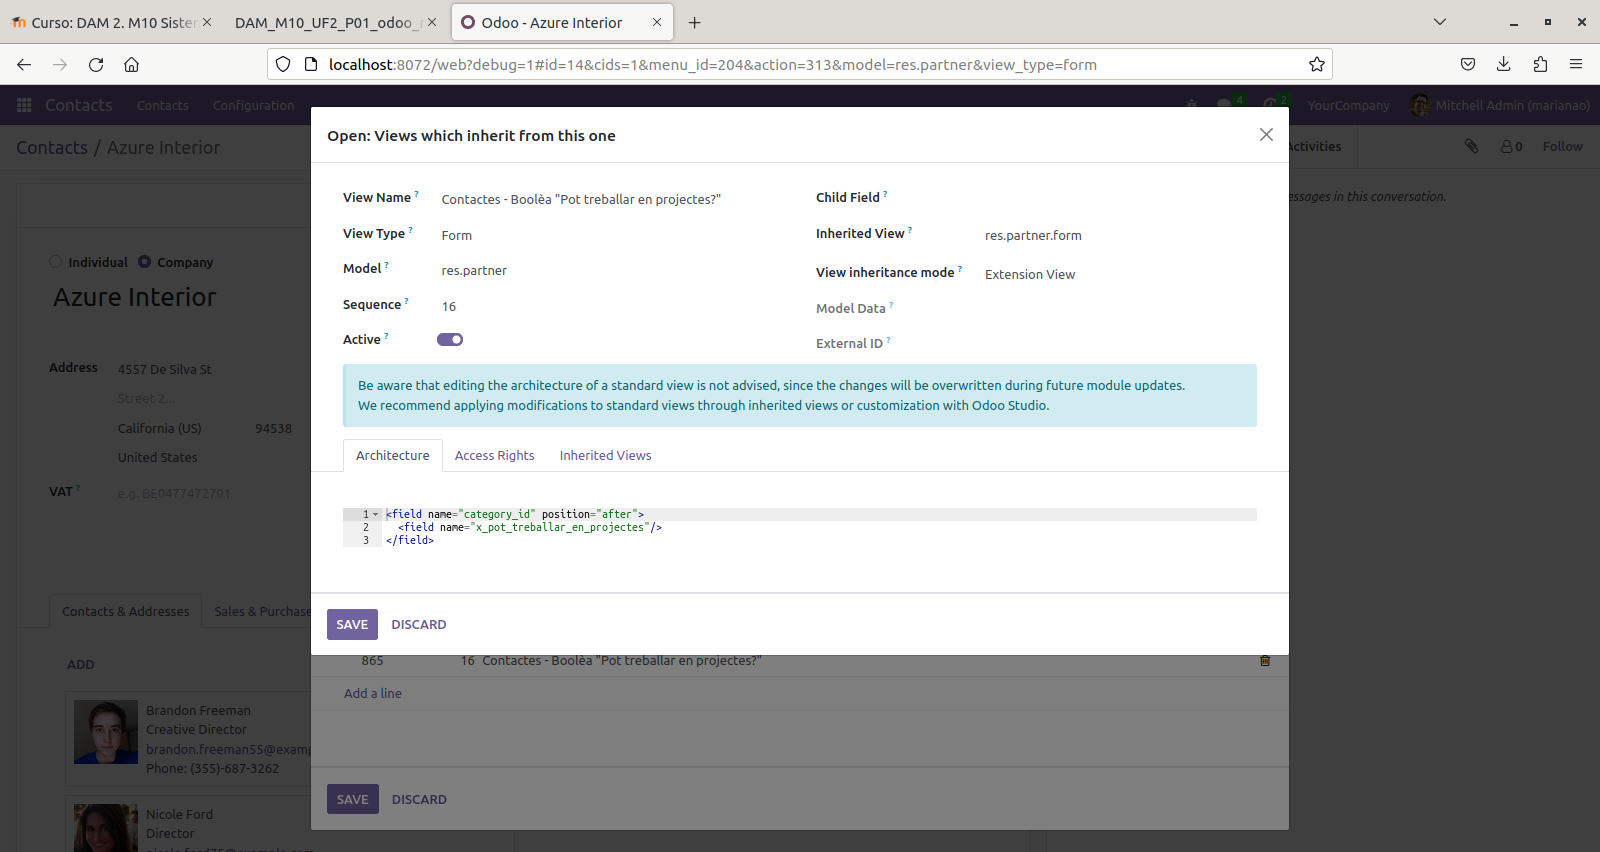 Curso: DAM 2. M10 Siste
DAM_M10_UF2_P01_odoo_
Odoo - Azure Interior
localhost:8072/web?debug=1#id=14&cids=1&menu_id=204&action=313&model=res.partner&view_type=form
Contacts
Contacts
Configuration
4
2
YourCompany
Mitchell Admin (marianao)
Contacts / Azure Interior
Activities
0
Follow
Open: Views which inherit from this one
essages in this conversation.
View Name ?
Contactes - Boolèa "Pot treballar en projectes?"
Child Field ?
View Type ?
Form
Inherited View ?
res.partner.form
Model ?
res.partner
View inheritance mode ?
Extension View
Sequence ?
16
Model Data ?
Active ?
External ID ?
Individual
Company
Azure Interior
Address
4557 De Silva St
Street 2...
California (US)
94538
United States
VAT ?
e.g. BE0477472701
Be aware that editing the architecture of a standard view is not advised, since the changes will be overwritten during future module updates.
We recommend applying modifications to standard views through inherited views or customization with Odoo Studio.
Architecture
Access Rights
Inherited Views
1 <field name="category_id" position="after">
2 <field name="x_pot_treballar_en_projectes"/>
3 </field>
Contacts & Addresses
Sales & Purchase
SAVE
DISCARD
865
16
Contactes - Boolèa "Pot treballar en projectes?"
Add a line
SAVE
DISCARD
ADD
Brandon Freeman
Creative Director
brandon.freeman55@examp
Phone: (355)-687-3262
Nicole Ford
Director